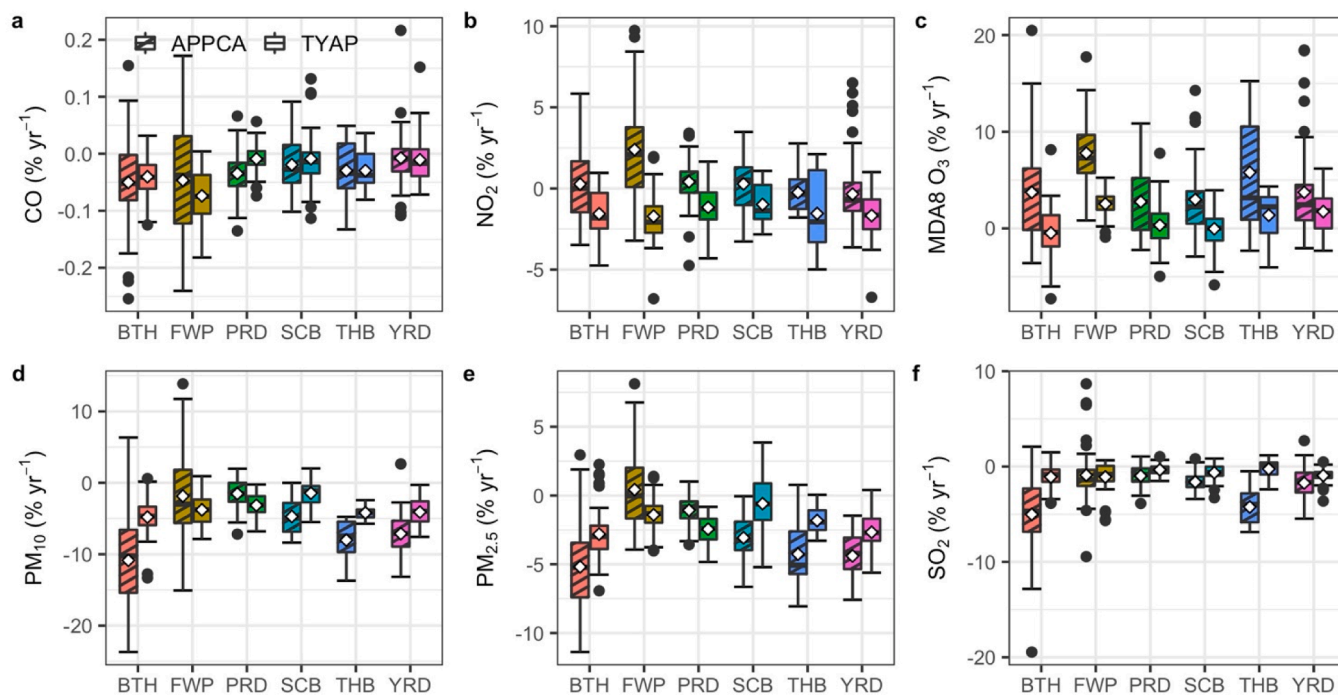 a
APPCA TYAP
CO (% yr⁻¹)
0.2
0.1
0.0
-0.1
-0.2
BTH FWP PRD SCB THB YRD
b
NO₂ (% yr⁻¹)
10
5
0
-5
BTH FWP PRD SCB THB YRD
c
MDA8 O₃ (% yr⁻¹)
20
10
0
BTH FWP PRD SCB THB YRD
d
PM₁₀ (% yr⁻¹)
10
0
-10
-20
BTH FWP PRD SCB THB YRD
e
PM₂.₅ (% yr⁻¹)
5
0
-5
-10
BTH FWP PRD SCB THB YRD
f
SO₂ (% yr⁻¹)
10
0
-10
-20
BTH FWP PRD SCB THB YRD